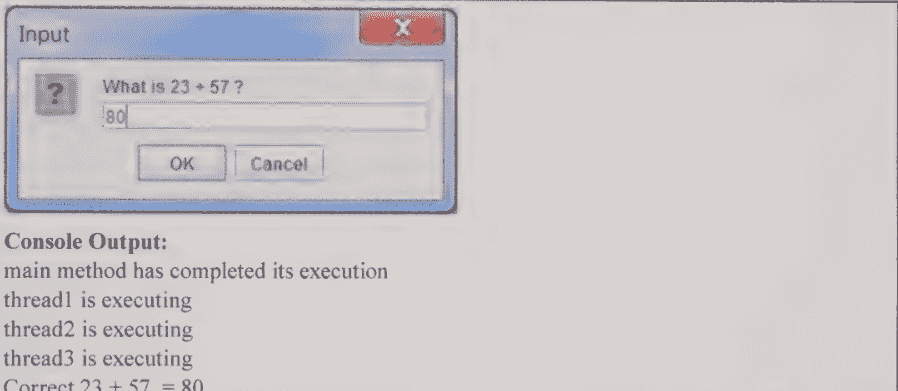 Input
X
?
What is 23 + 57 ?
80
OK Cancel
Console Output:
main method has completed its execution
thread1 is executing
thread2 is executing
thread3 is executing
Correct 23 + 57 = 80